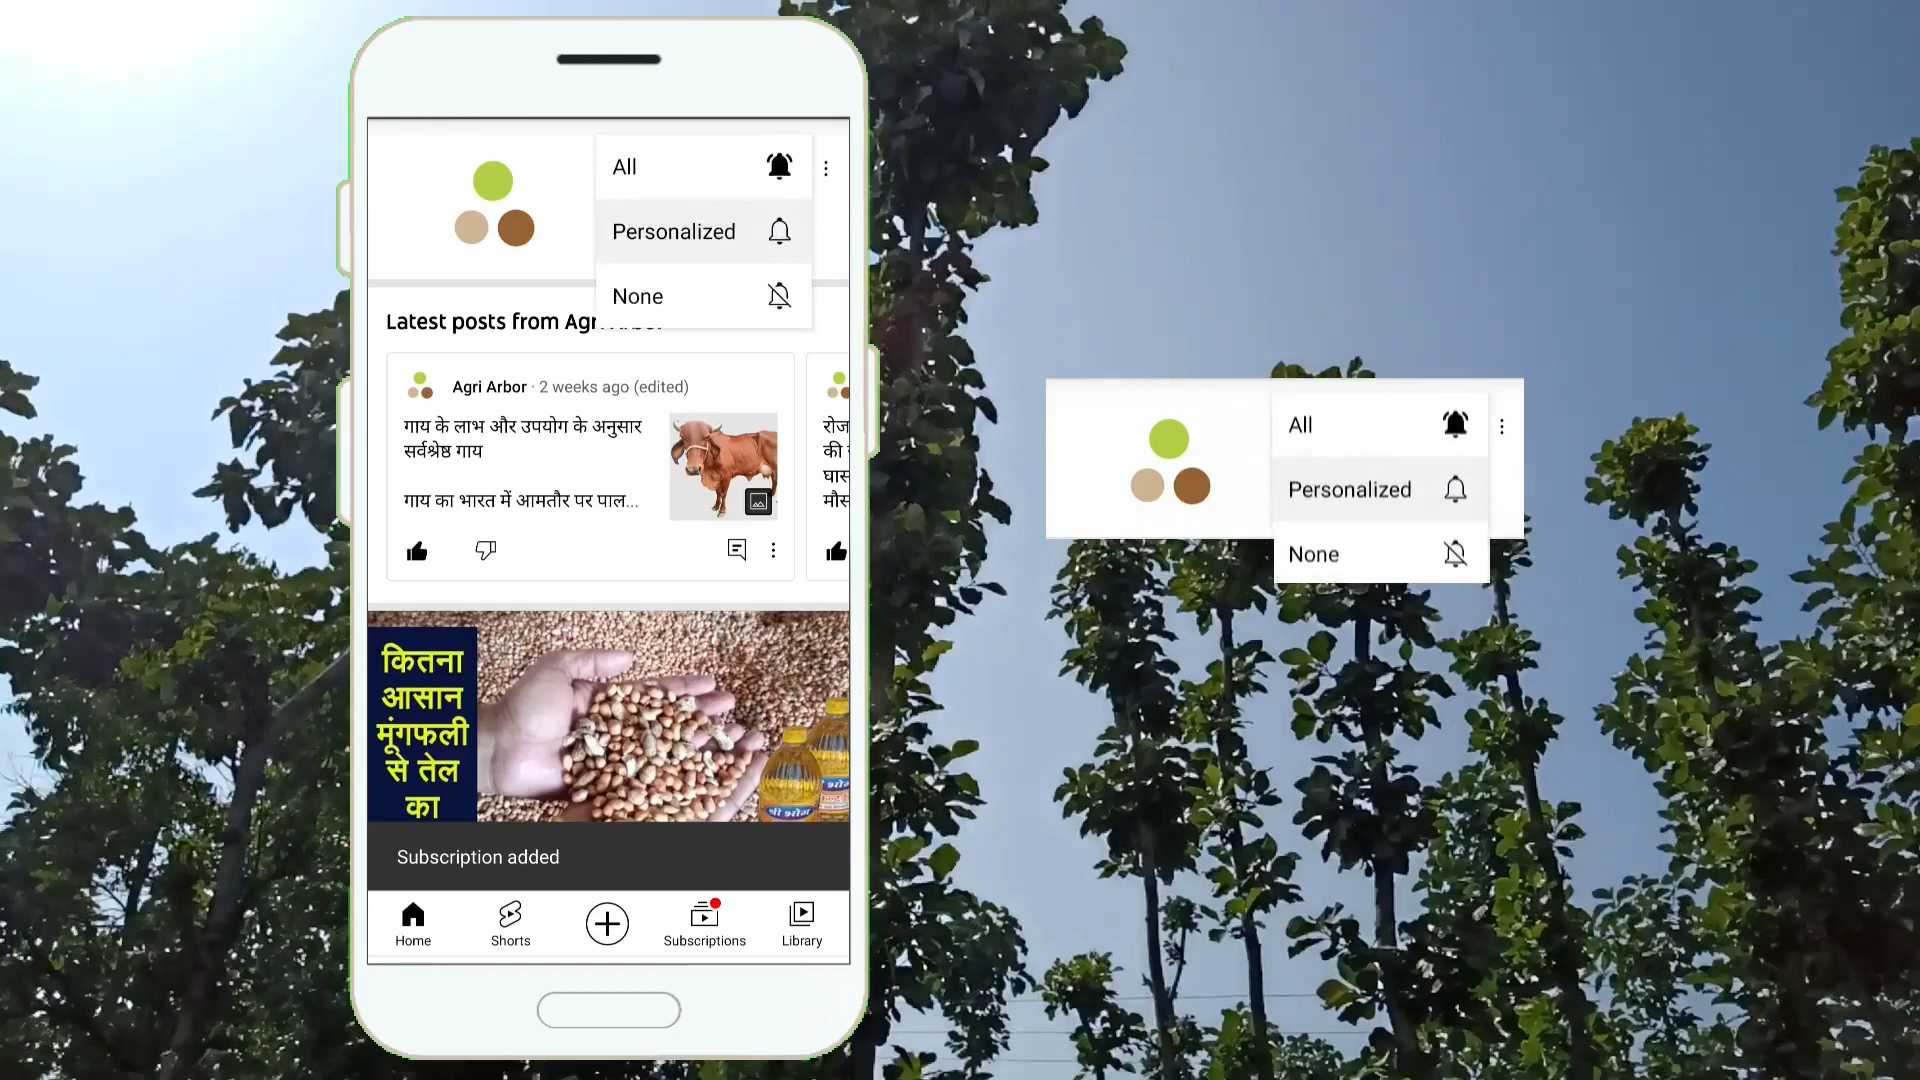 All
Personalized
None
Latest posts from
Agri Arbor · 2 weeks ago (edited)
गाय के लाभ और उपयोग के अनुसार
सर्वश्रेष्ठ गाय
गाय का भारत में आमतौर पर पाल...
रोज
की
घास
मौस
कितना
आसान
मूंगफली
से तेल
का
श्री भोग
Subscription added
Home
Shorts
Subscriptions
Library
All
Personalized
None